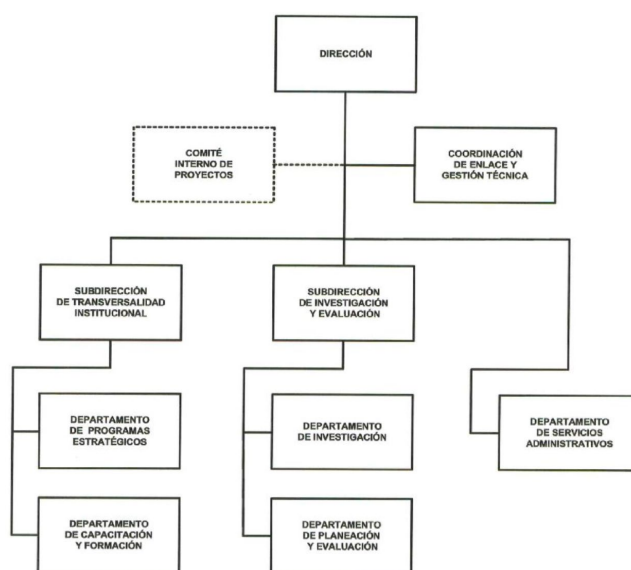 DIRECCIÓN
COMITÉ
INTERNO DE
PROYECTOS
COORDINACIÓN
DE ENLACE Y
GESTIÓN TÉCNICA
SUBDIRECCIÓN
DE TRANSVERSALIDAD
INSTITUCIONAL
SUBDIRECCIÓN
DE INVESTIGACIÓN
Y EVALUACIÓN
DEPARTAMENTO
DE PROGRAMAS
ESTRATÉGICOS
DEPARTAMENTO
DE INVESTIGACIÓN
DEPARTAMENTO
DE SERVICIOS
ADMINISTRATIVOS
DEPARTAMENTO
DE CAPACITACIÓN
Y FORMACIÓN
DEPARTAMENTO
DE PLANEACIÓN
Y EVALUACIÓN